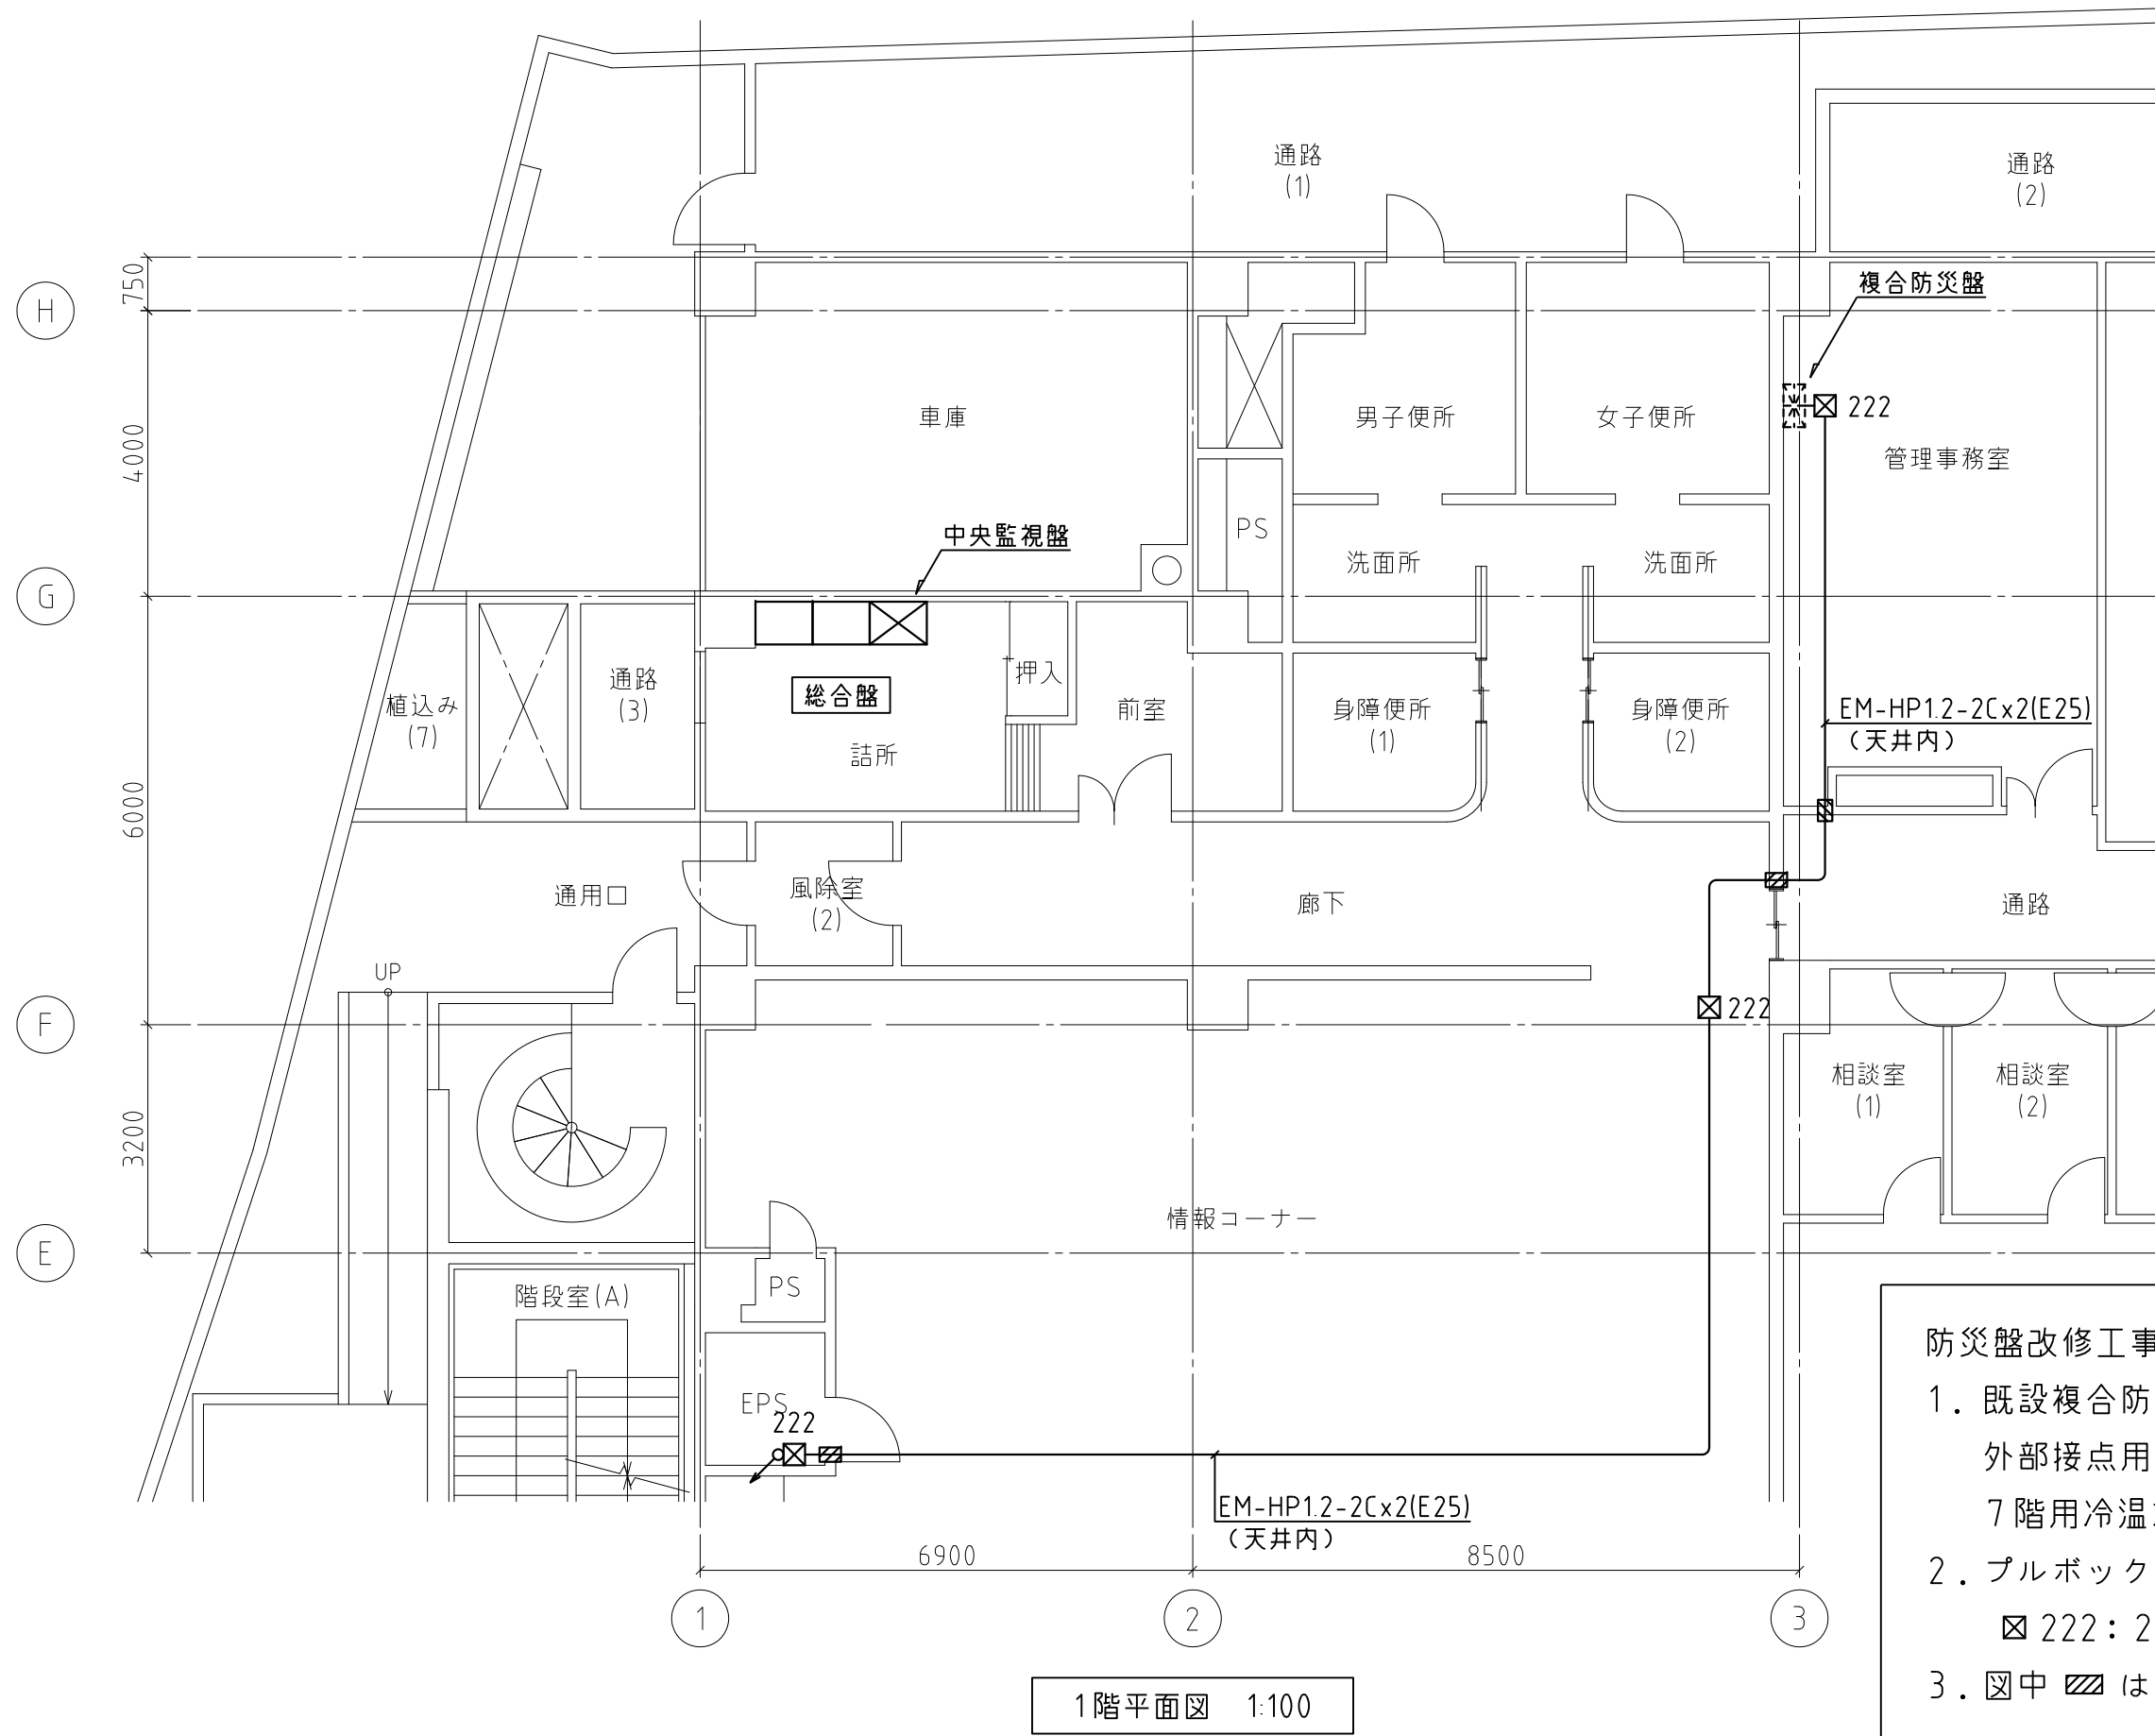 通路
(1)
通路
(2)
H
750
複合防災盤
222
車庫
男子便所
女子便所
管理事務室
4000
中央監視盤
PS
洗面所
洗面所
G
通路
(3)
植込み
(7)
総合盤
押入
前室
身障便所
(1)
身障便所
(2)
EM-HP1.2-2Cx2(E25)
(天井内)
詰所
6000
通用口
風除室
(2)
廊下
通路
UP
222
F
相談室
(1)
相談室
(2)
3200
情報コーナー
E
PS
階段室(A)
EPS
222
EM-HP1.2-2Cx2(E25)
(天井内)
6900
8500
1
2
3
防災盤改修工事
1．既設複合防
外部接点用
7階用冷温
2．プルボック
222：2
3．図中
は
1階平面図 1:100